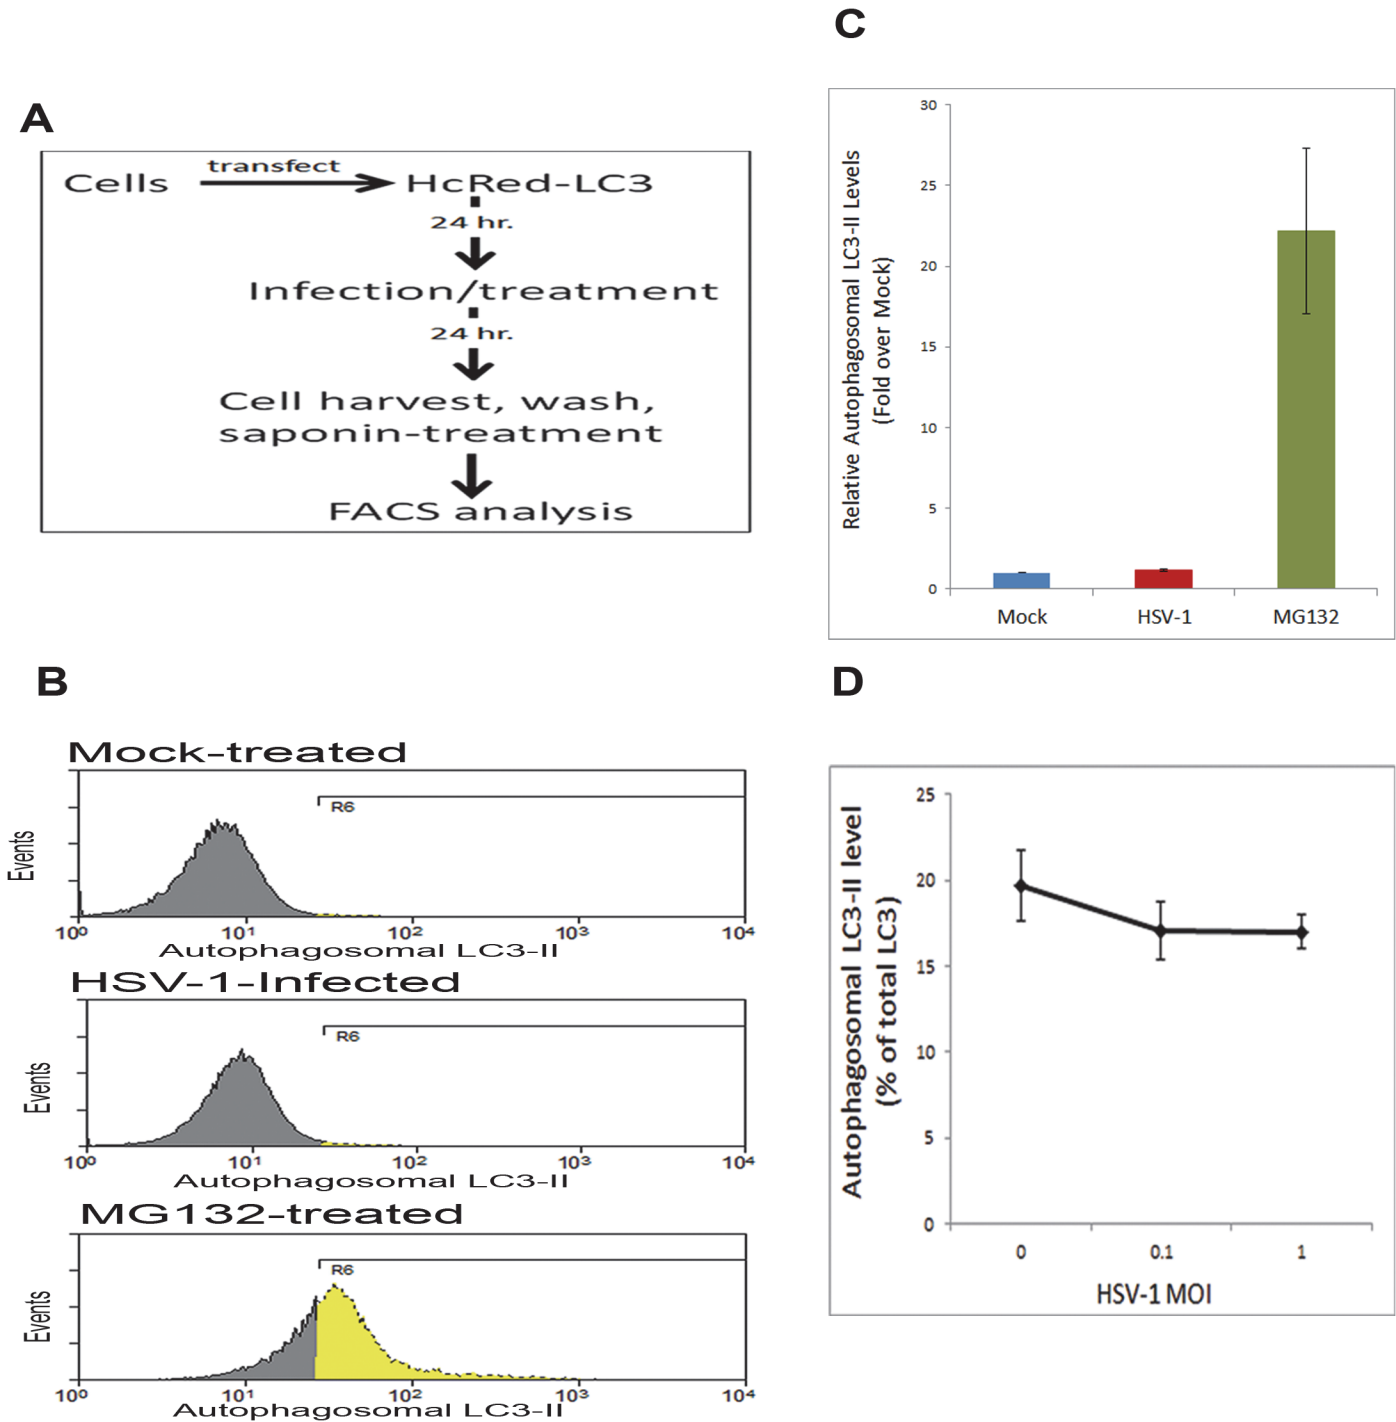 A
Cells
transfect
HcRed-LC3
24 hr.
Infection/treatment
24 hr.
Cell harvest, wash,
saponin-treatment
FACS analysis
B
Mock-treated
R6
Events
10⁰ 10¹ 10² 10³ 10⁴
Autophagosomal LC3-II
HSV-1-Infected
R6
Events
10⁰ 10¹ 10² 10³ 10⁴
Autophagosomal LC3-II
MG132-treated
R6
Events
10⁰ 10¹ 10² 10³ 10⁴
Autophagosomal LC3-II
C
Relative Autophagosomal LC3-II Levels
(Fold over Mock)
30
25
20
15
10
5
0
Mock HSV-1 MG132
D
Autophagosomal LC3-II level
(% of total LC3)
25
20
15
10
5
0
0 0.1 1
HSV-1 MOI